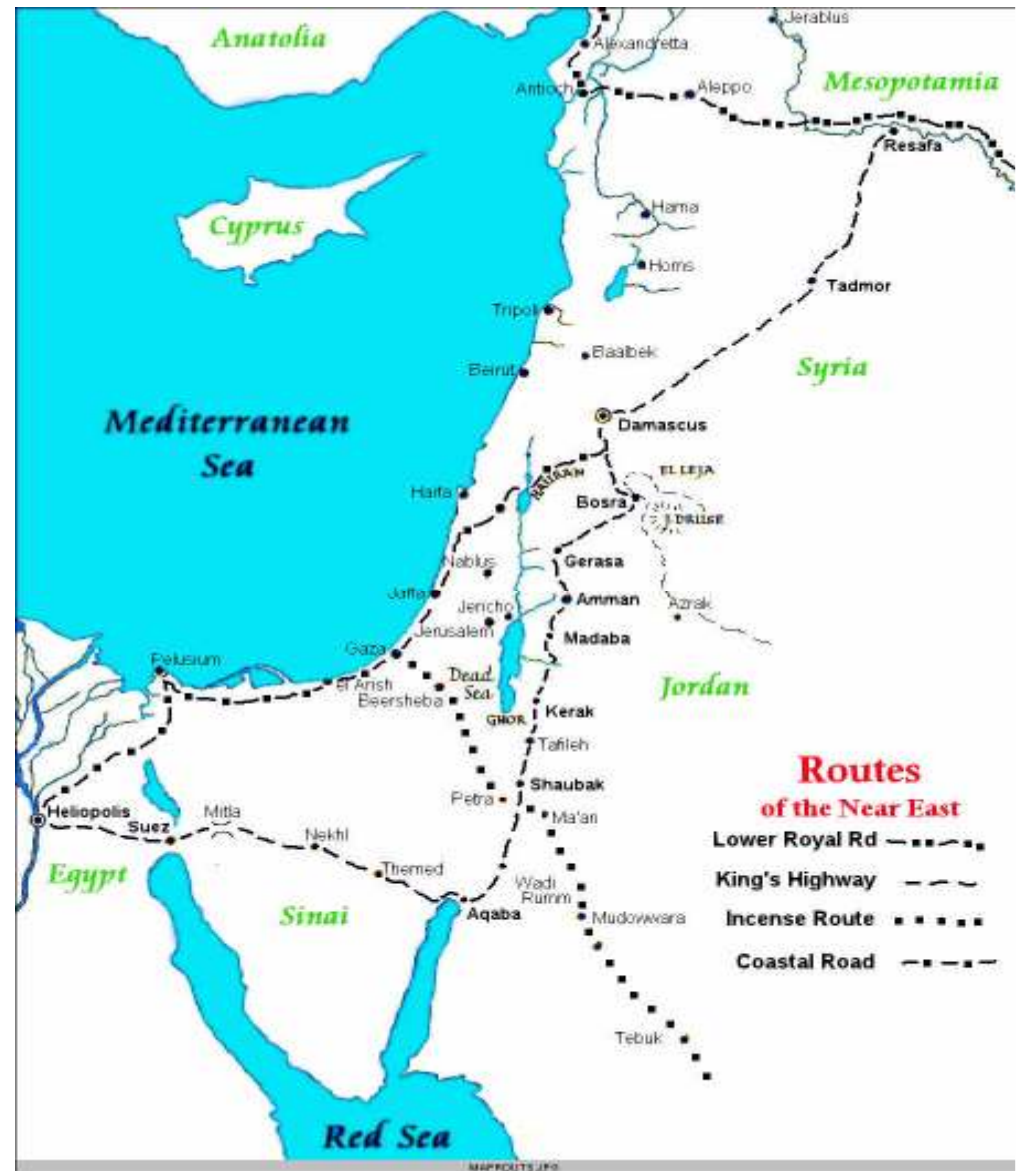 Anatolia
Jerablus
Alexandretta
Mesopotamia
Antioch
Aleppo
Resafa
Hama
Cyprus
Homs
Tadmor
Tripoli
Baalbek
Beirut
Syria
Mediterranean
Sea
Damascus
EL LEJA
HAURAN
Haifa
Bosra
J.DRUSE
Gerasa
Nablus
Jaffa
Amman
Jericho
Azrak
Jerusalem
Madaba
Gaza
Pelusium
Dead
Sea
el Arish
Beersheba
Jordan
Kerak
GHOR
Tafileh
Routes
of the Near East
Shaubak
Petra
Heliopolis
Mitla
Ma'an
Suez
Lower Royal Rd
Nekhl
Egypt
Themed
King's Highway
Wadi
Rumm
Sinai
Aqaba
Mudowwara
Incense Route
Coastal Road
Tebuk
Red Sea
MAPROUTS.JPG